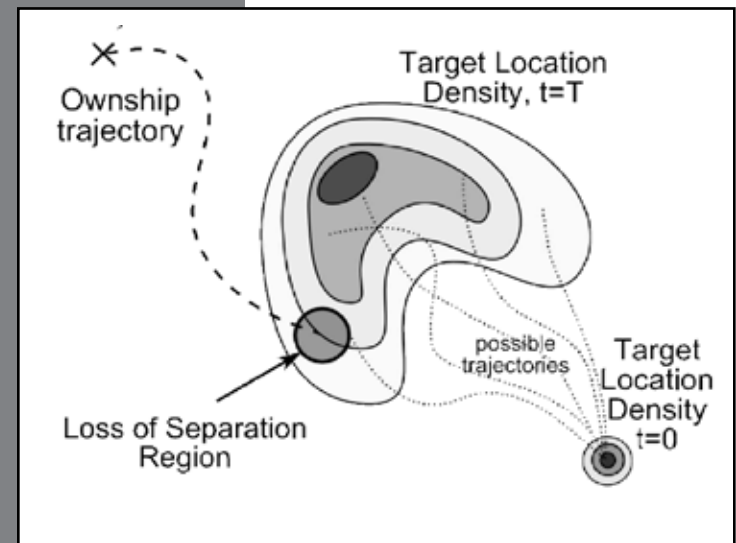 Ownship
trajectory
Target Location
Density, t=T
possible
trajectories
Target
Location
Density
t=0
Loss of Separation
Region